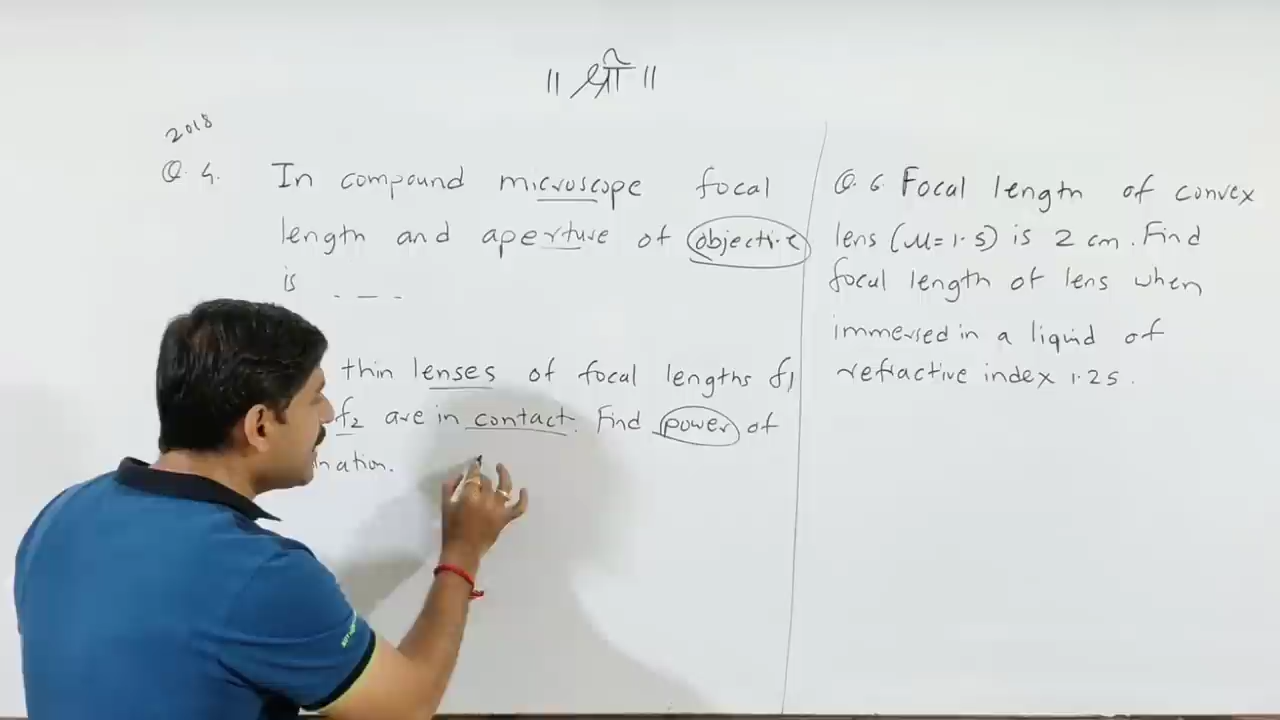 ॥ श्री ॥
2018
Q. 4. In compound microscope focal
length and aperture of objective
is - - -
thin lenses of focal lengths f1
f2 are in contact. Find power of
nation.
Q. 6. Focal length of convex
lens (μ=1.5) is 2 cm. Find
focal length of lens when
immersed in a liquid of
refractive index 1.25.